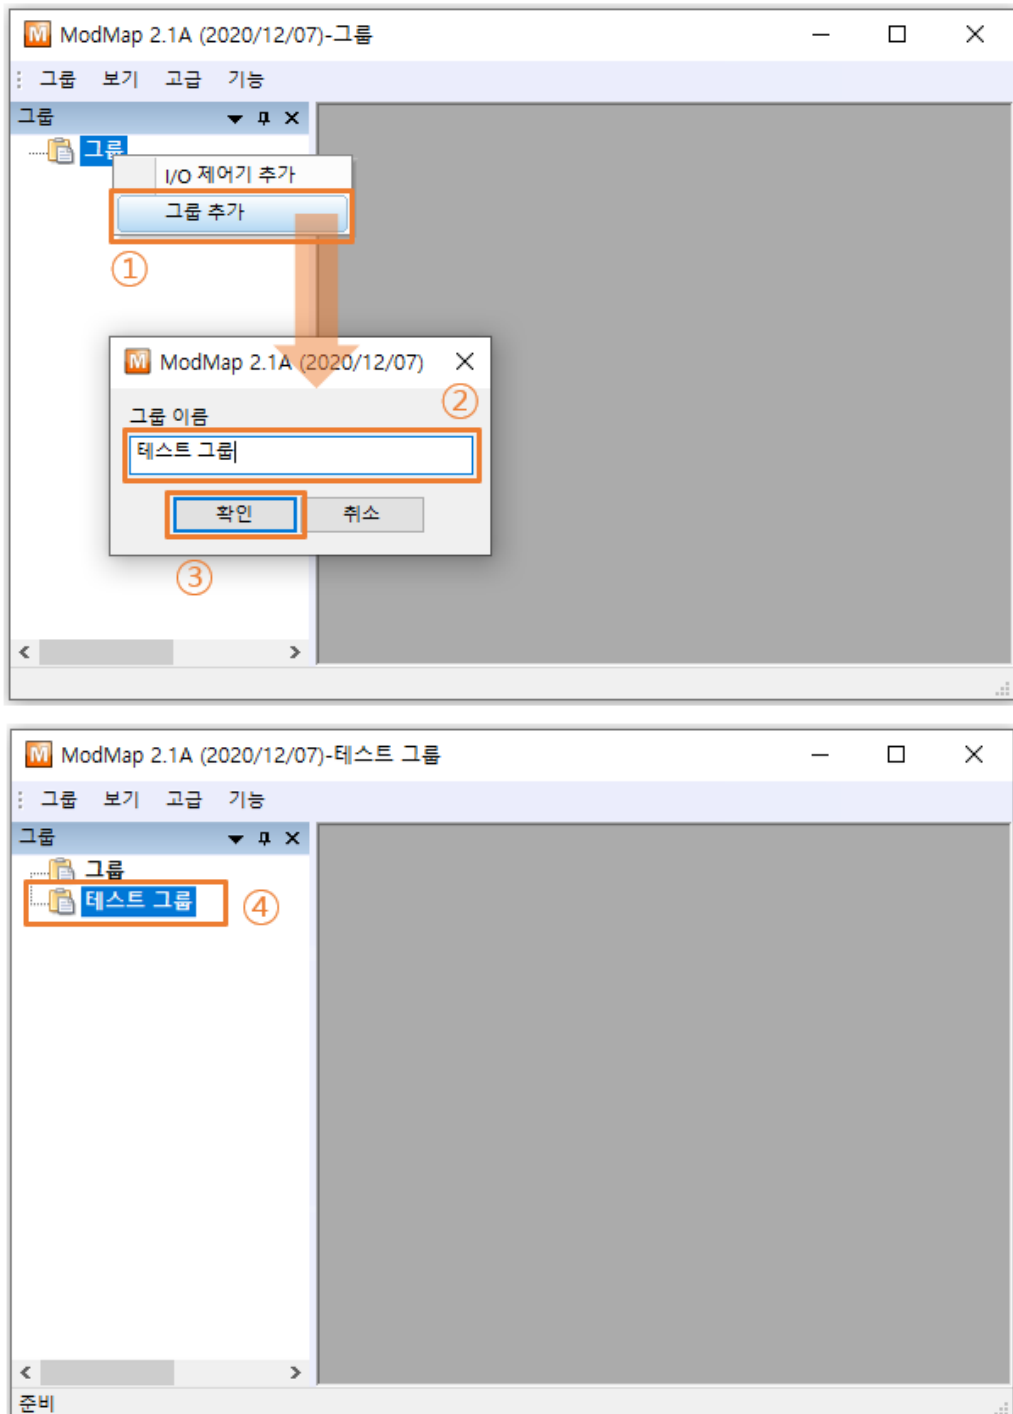 ModMap 2.1A (2020/12/07)-그룹
그룹 보기 고급 기능
그룹
그룹
I/O 제어기 추가
그룹 추가
①
ModMap 2.1A (2020/12/07)
②
그룹 이름
테스트 그룹
확인 취소
③
ModMap 2.1A (2020/12/07)-테스트 그룹
그룹 보기 고급 기능
그룹
그룹
테스트 그룹 ④
준비